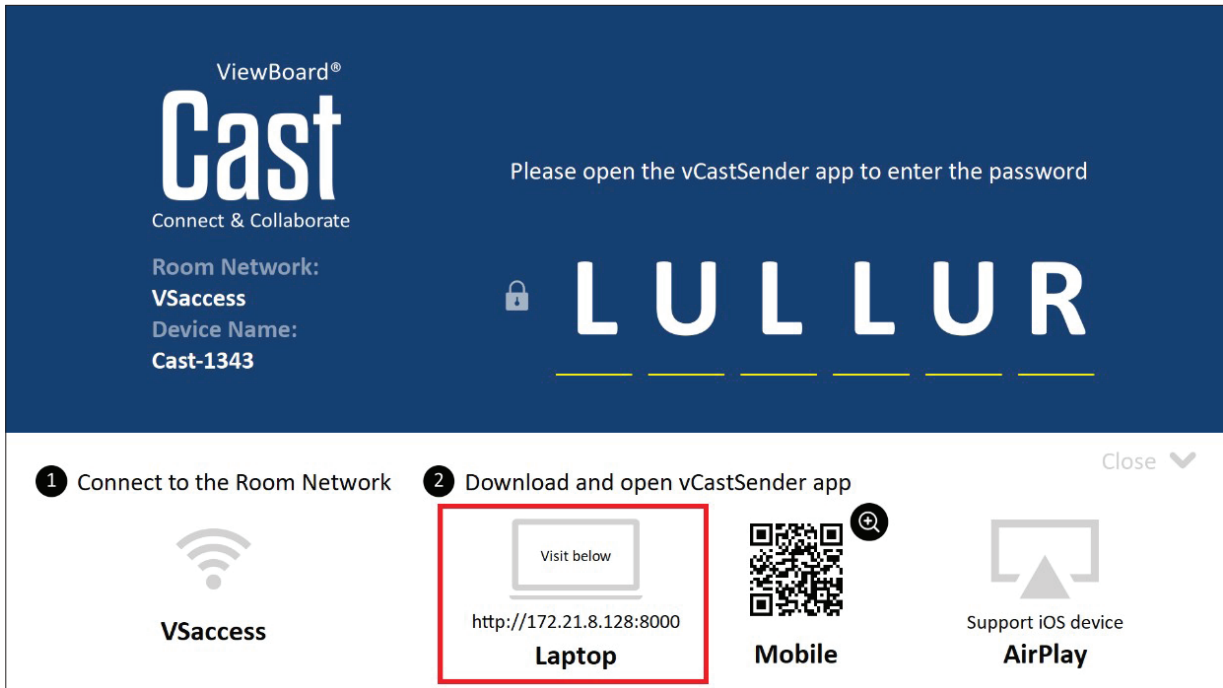 ViewBoard®
Cast
Connect & Collaborate
Room Network:
VSaccess
Device Name:
Cast-1343
Please open the vCastSender app to enter the password
L U L L U R
Close
1 Connect to the Room Network
VSaccess
2 Download and open vCastSender app
Visit below
http://172.21.8.128:8000
Laptop
Mobile
Support iOS device
AirPlay